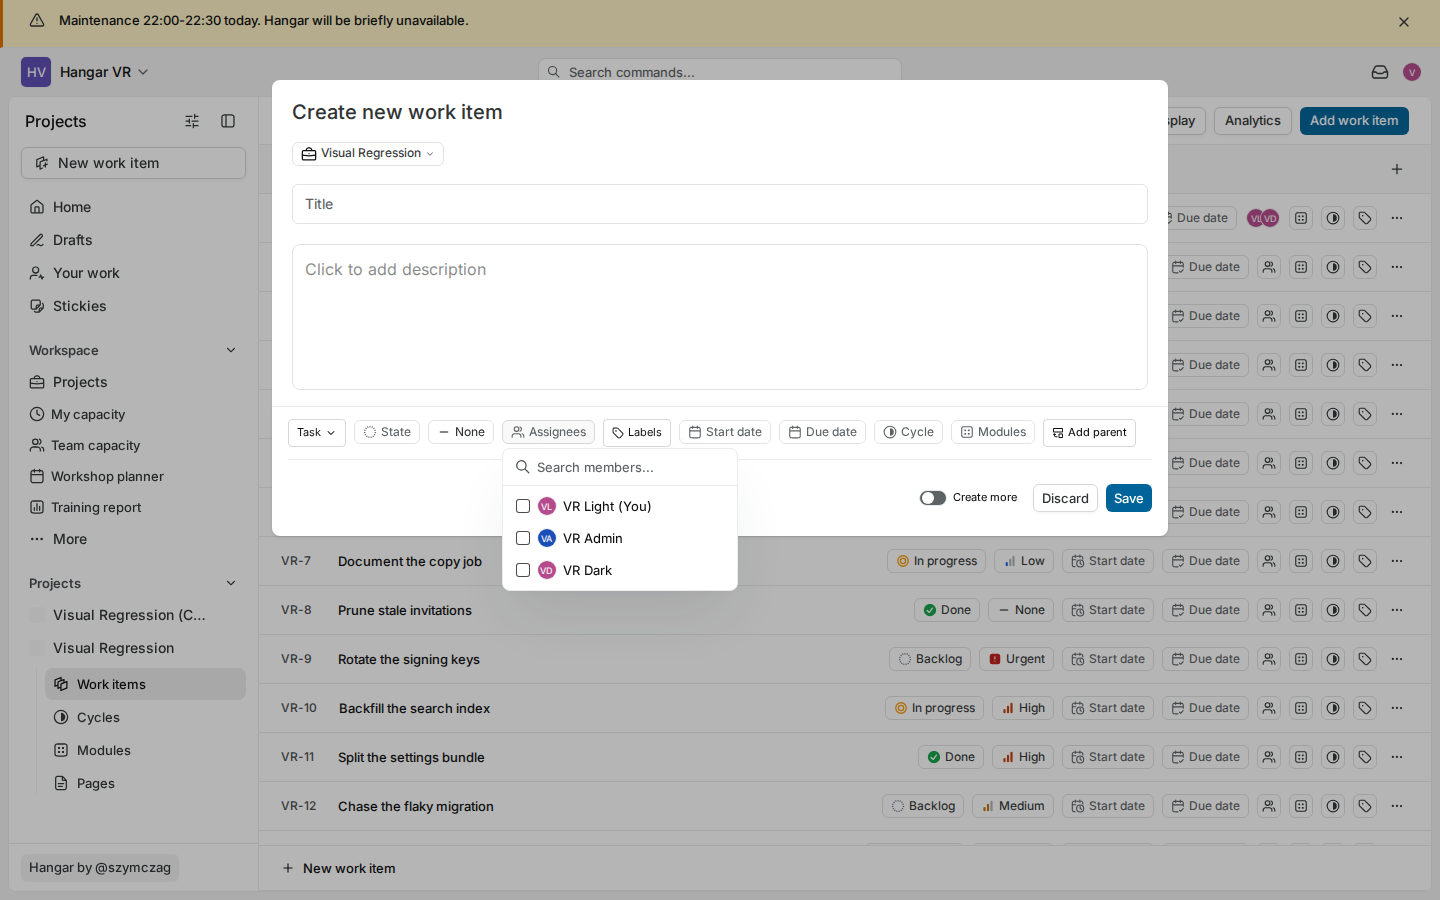 Maintenance 22:00-22:30 today. Hangar will be briefly unavailable.
HV Hangar VR
Search commands...
V
Projects
New work item
Home
Drafts
Your work
Stickies
Workspace
Projects
My capacity
Team capacity
Workshop planner
Training report
More
Projects
Visual Regression (C...
Visual Regression
Work items
Cycles
Modules
Pages
Hangar by @szymczag
splay
Analytics
Add work item
Create new work item
Visual Regression
Title
Click to add description
Task
State
None
Assignees
Labels
Start date
Due date
Cycle
Modules
Add parent
Search members...
VL VR Light (You)
VA VR Admin
VD VR Dark
Create more
Discard
Save
Due date VL VD
Due date
Due date
Due date
Due date
Due date
Due date
VR-7 Document the copy job In progress Low Start date Due date
VR-8 Prune stale invitations Done None Start date Due date
VR-9 Rotate the signing keys Backlog Urgent Start date Due date
VR-10 Backfill the search index In progress High Start date Due date
VR-11 Split the settings bundle Done High Start date Due date
VR-12 Chase the flaky migration Backlog Medium Start date Due date
New work item